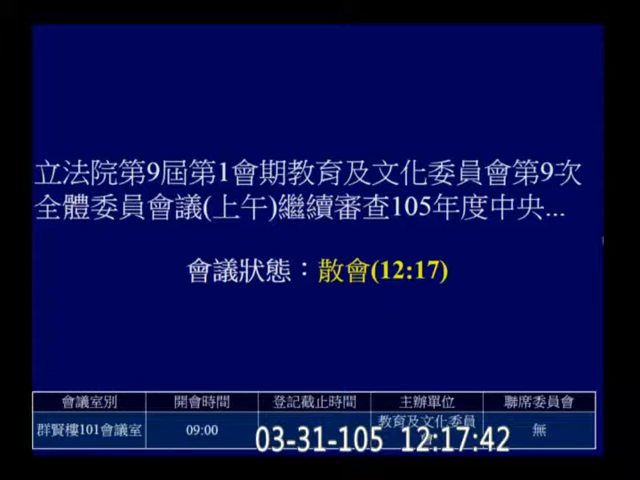 立法院第9屆第1會期教育及文化委員會第9次
全體委員會議(上午)繼續審查105年度中央...
會議狀態：散會(12:17)
會議室別 開會時間 登記截止時間 主辦單位 聯席委員會
群賢樓101會議室 09:00 教育及文化委員 無
03-31-105 12:17:42